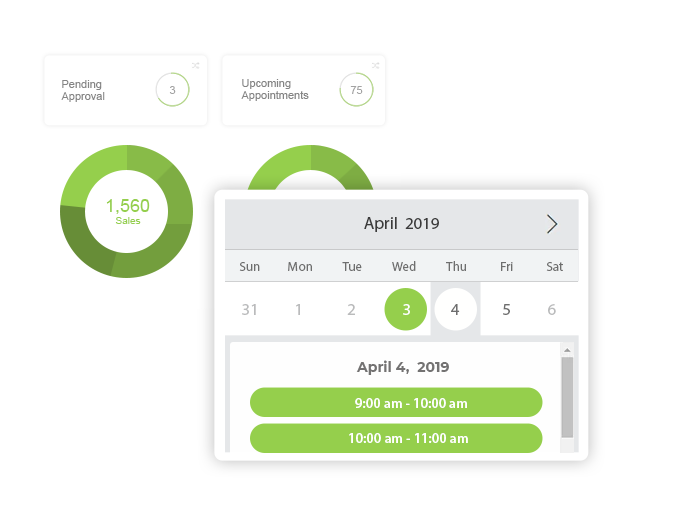 Pending
Approval
3
Upcoming
Appointments
75
1,560
Sales
April 2019
Sun Mon Tue Wed Thu Fri Sat
31 1 2 3 4 5 6
April 4, 2019
9:00 am - 10:00 am
10:00 am - 11:00 am